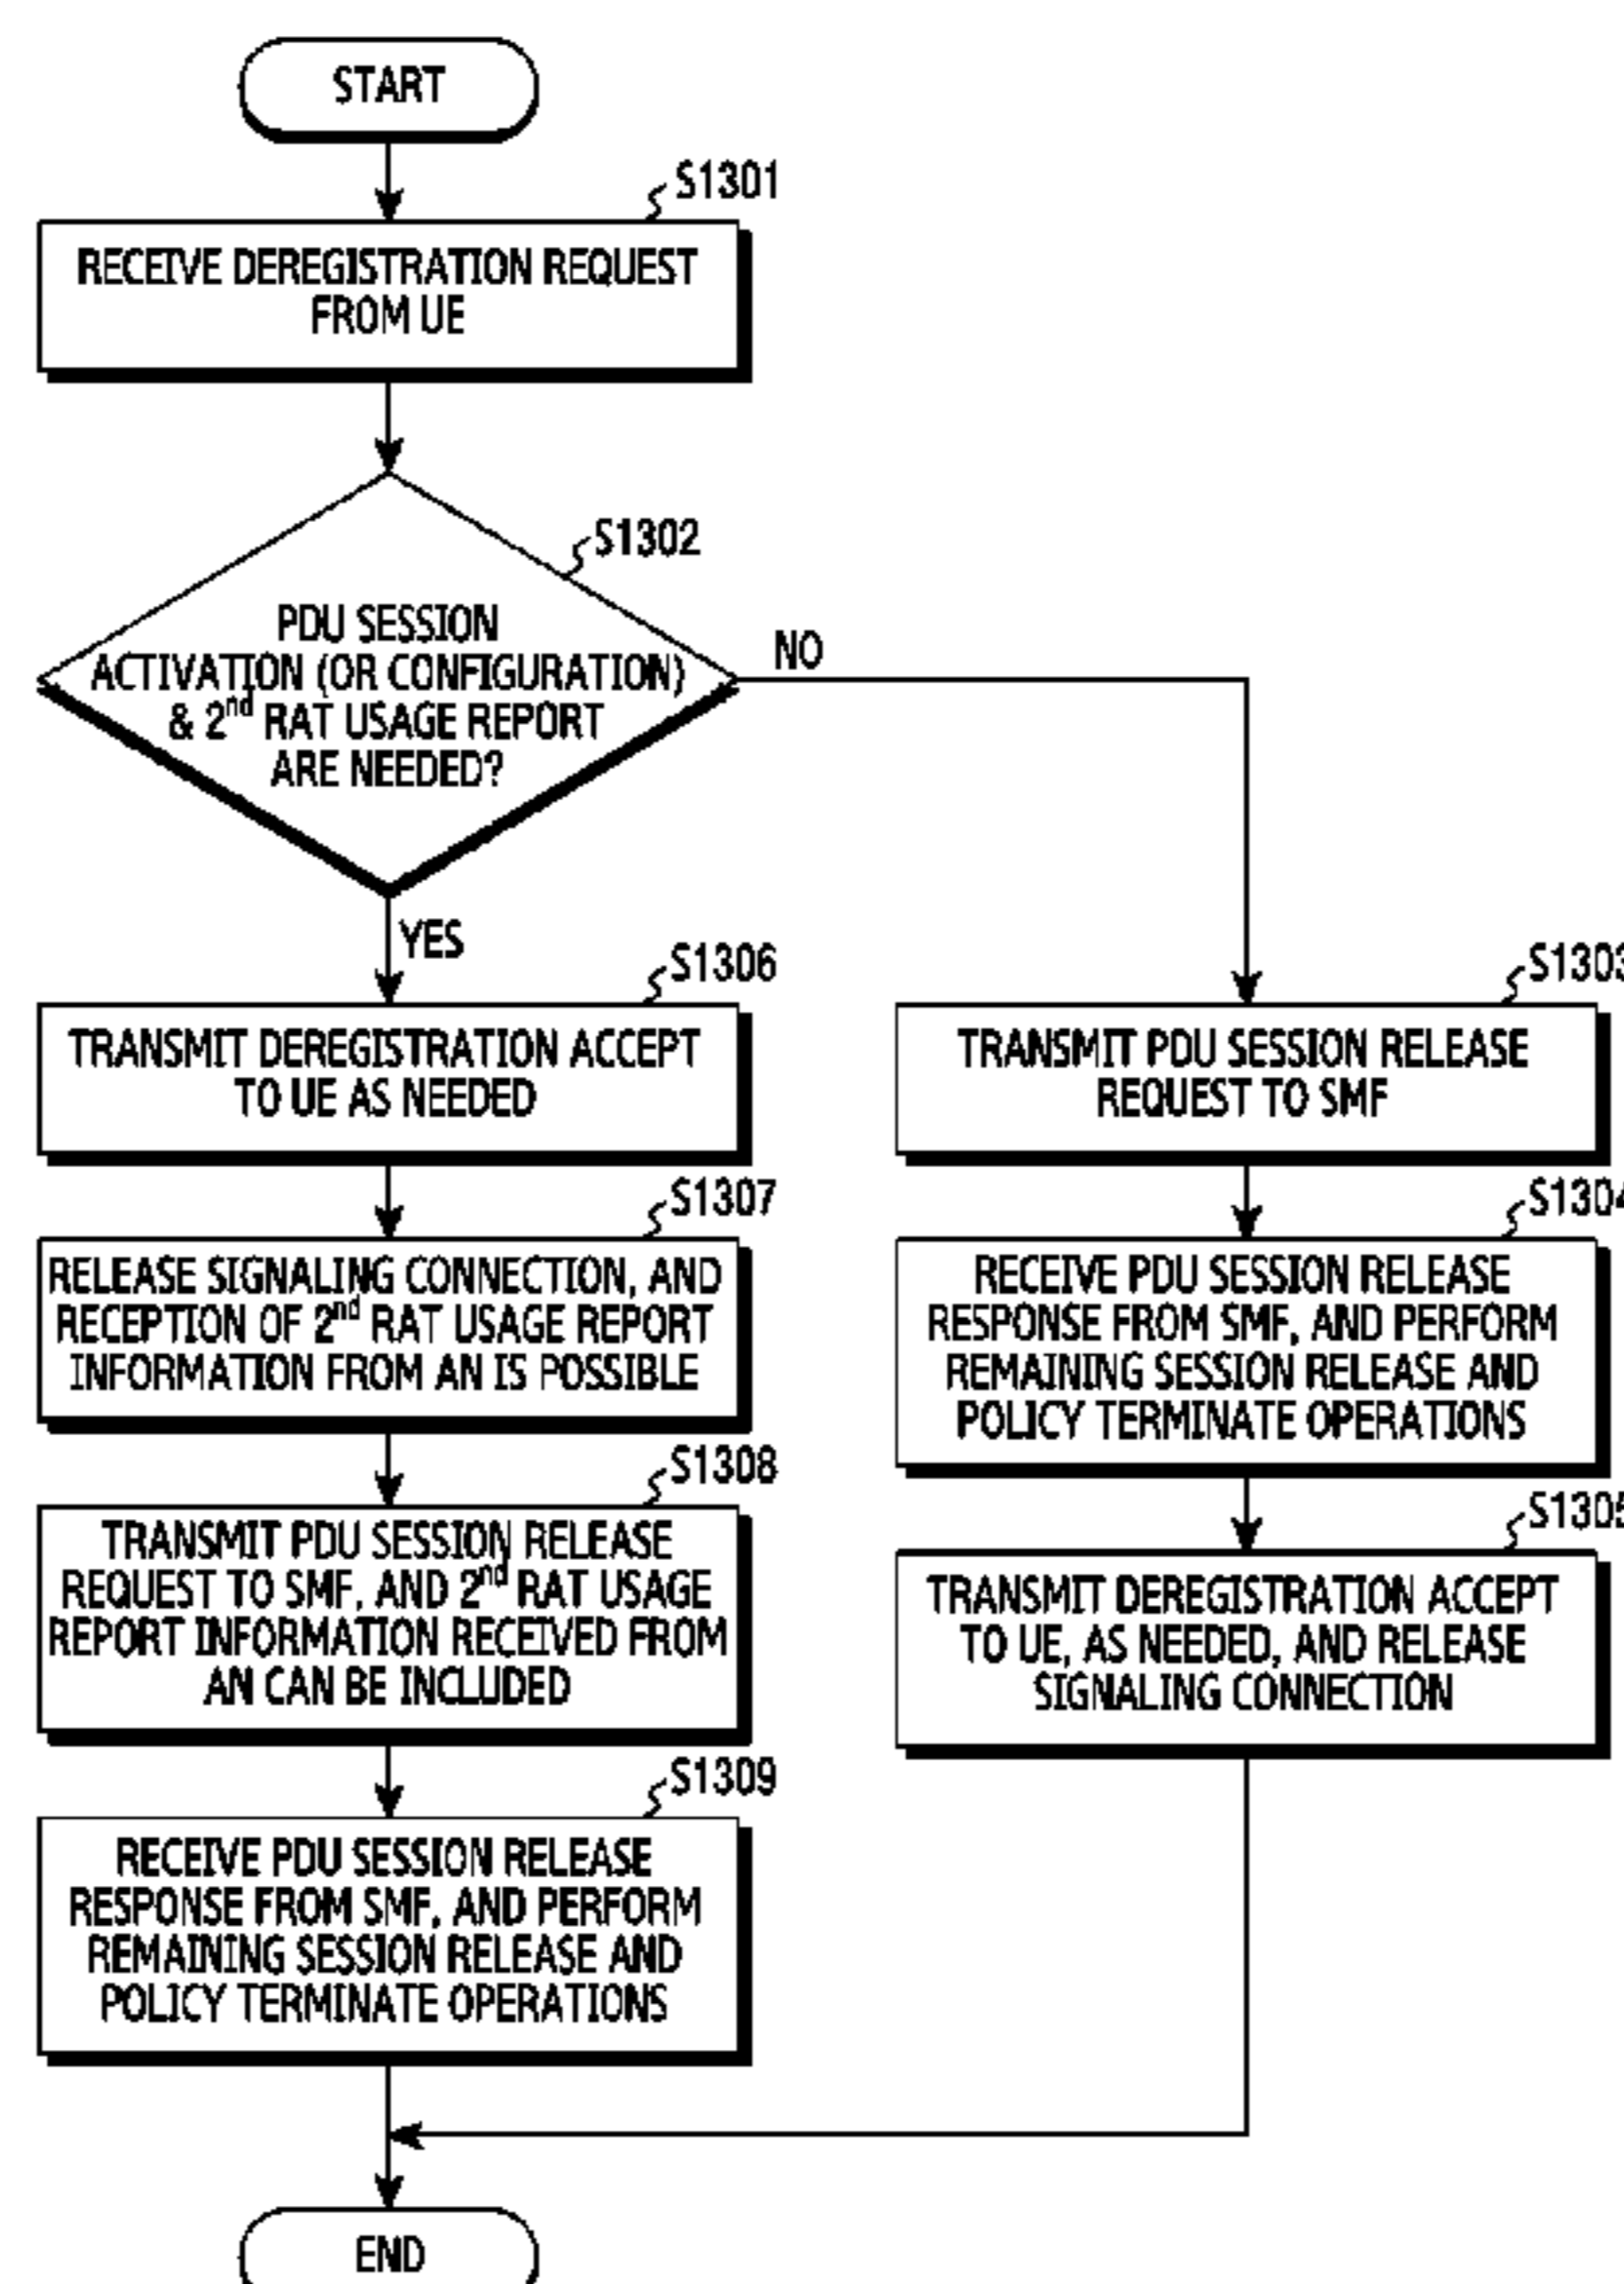 START
S1301
RECEIVE DEREGISTRATION REQUEST
FROM UE
S1302
PDU SESSION
ACTIVATION (OR CONFIGURATION)
& 2nd RAT USAGE REPORT
ARE NEEDED?
NO
YES
S1306
TRANSMIT DEREGISTRATION ACCEPT
TO UE AS NEEDED
S1307
RELEASE SIGNALING CONNECTION, AND
RECEPTION OF 2nd RAT USAGE REPORT
INFORMATION FROM AN IS POSSIBLE
S1308
TRANSMIT PDU SESSION RELEASE
REQUEST TO SMF, AND 2nd RAT USAGE
REPORT INFORMATION RECEIVED FROM
AN CAN BE INCLUDED
S1309
RECEIVE PDU SESSION RELEASE
RESPONSE FROM SMF, AND PERFORM
REMAINING SESSION RELEASE AND
POLICY TERMINATE OPERATIONS
S1303
TRANSMIT PDU SESSION RELEASE
REQUEST TO SMF
S1304
RECEIVE PDU SESSION RELEASE
RESPONSE FROM SMF, AND PERFORM
REMAINING SESSION RELEASE AND
POLICY TERMINATE OPERATIONS
S1305
TRANSMIT DEREGISTRATION ACCEPT
TO UE, AS NEEDED, AND RELEASE
SIGNALING CONNECTION
END